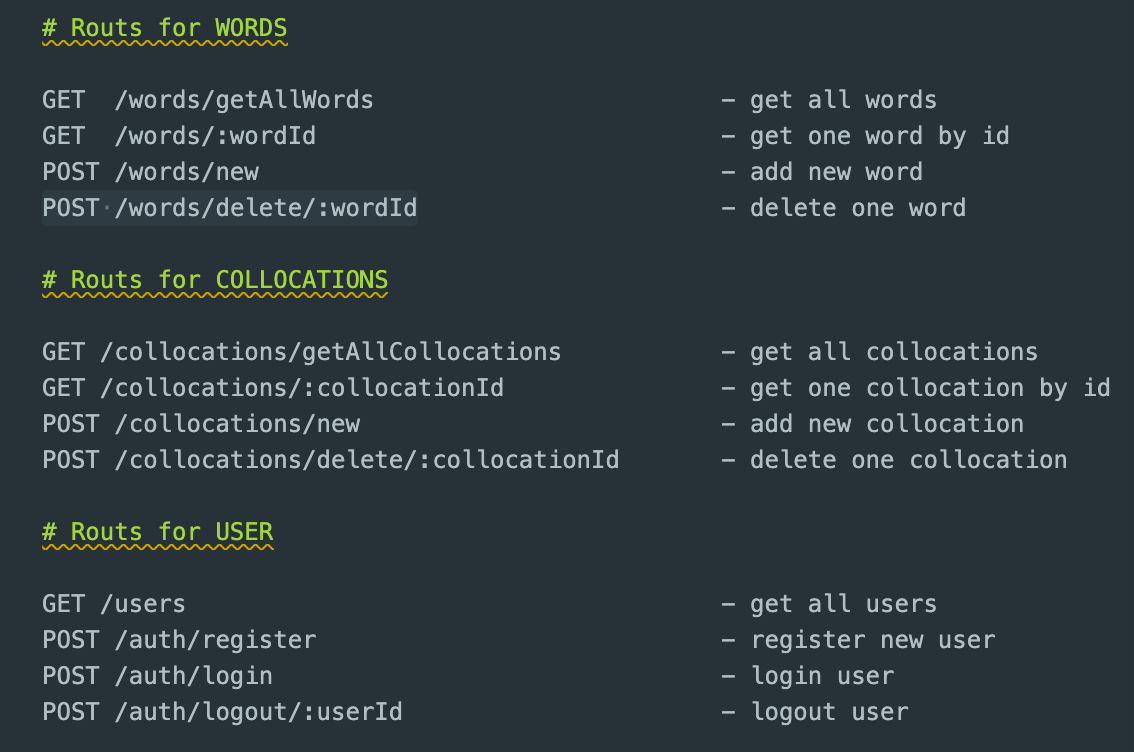 # Routs for WORDS
GET  /words/getAllWords - get all words
GET  /words/:wordId - get one word by id
POST /words/new - add new word
POST /words/delete/:wordId - delete one word
# Routs for COLLOCATIONS
GET /collocations/getAllCollocations - get all collocations
GET /collocations/:collocationId - get one collocation by id
POST /collocations/new - add new collocation
POST /collocations/delete/:collocationId - delete one collocation
# Routs for USER
GET /users - get all users
POST /auth/register - register new user
POST /auth/login - login user
POST /auth/logout/:userId - logout user